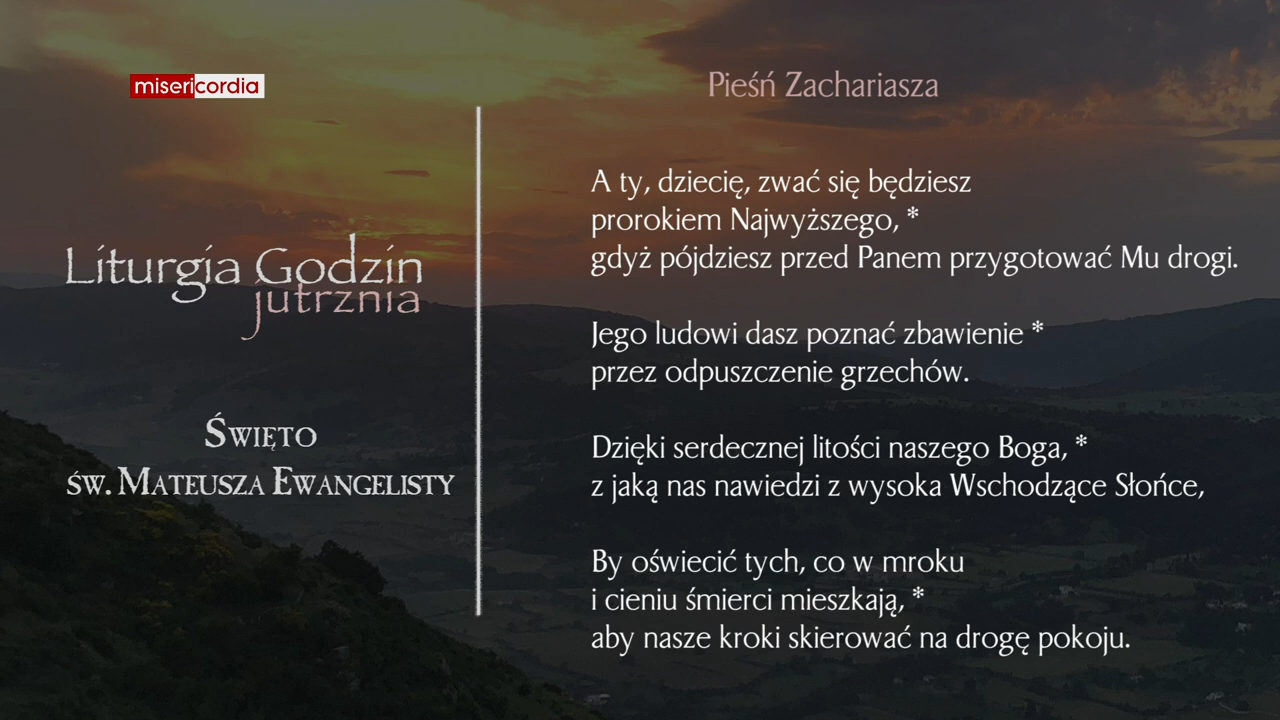 misericordia
Liturgia Godzin
jutrznia
Święto
św. Mateusza Ewangelisty
Pieśń Zachariasza
A ty, dziecię, zwać się będziesz
prorokiem Najwyższego, *
gdyż pójdziesz przed Panem przygotować Mu drogi.
Jego ludowi dasz poznać zbawienie *
przez odpuszczenie grzechów.
Dzięki serdecznej litości naszego Boga, *
z jaką nas nawiedzi z wysoka Wschodzące Słońce,
By oświecić tych, co w mroku
i cieniu śmierci mieszkają, *
aby nasze kroki skierować na drogę pokoju.